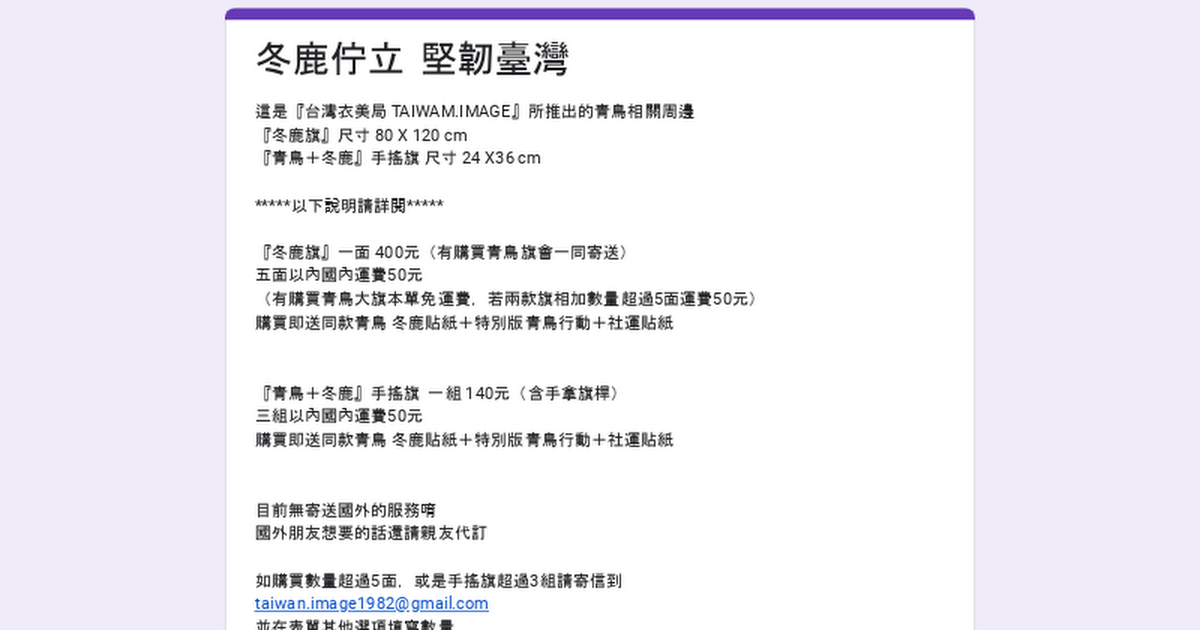 冬鹿佇立 堅韌臺灣
這是『台灣衣美局 TAIWAM.IMAGE』所推出的青鳥相關周邊
『冬鹿旗』尺寸 80 X 120 cm
『青鳥＋冬鹿』手搖旗 尺寸 24 X36 cm
*****以下說明請詳閱*****
『冬鹿旗』一面 400元（有購買青鳥旗會一同寄送）
五面以內國內運費50元
（有購買青鳥大旗本單免運費，若兩款旗相加數量超過5面運費50元）
購買即送同款青鳥 冬鹿貼紙＋特別版青鳥行動＋社運貼紙
『青鳥＋冬鹿』手搖旗 一組 140元（含手拿旗桿）
三組以內國內運費50元
購買即送同款青鳥 冬鹿貼紙＋特別版青鳥行動＋社運貼紙
目前無寄送國外的服務唷
國外朋友想要的話還請親友代訂
如購買數量超過5面，或是手搖旗超過3組請寄信到
taiwan.image1982@gmail.com
並在表單其他選項填寫數量